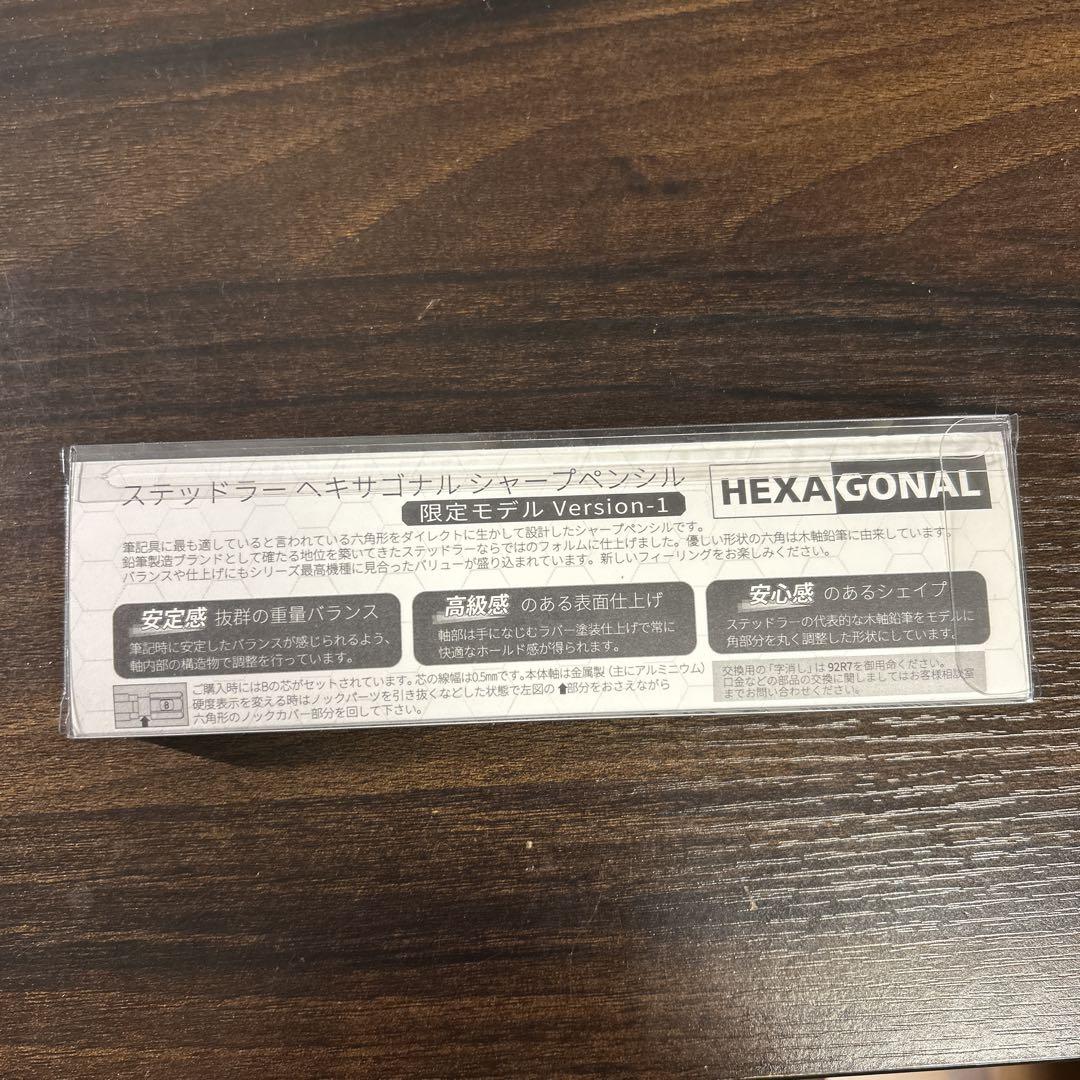 ステッドラー ヘキサゴナル シャープペンシル
限定モデル Version-1
HEXAGONAL
筆記具に最も適していると言われている六角形をダイレクトに生かして設計したシャープペンシルです。
鉛筆製造ブランドとして確たる地位を築いてきたステッドラーならではのフォルムに仕上げました。優しい形状の六角は木軸鉛筆に由来しています。
バランスや仕上げにもシリーズ最高機種に見合ったバリューが盛り込まれています。新しいフィーリングをお楽しみください。
安定感 抜群の重量バランス
筆記時に安定したバランスが感じられるよう、
軸内部の構造物で調整を行っています。
高級感 のある表面仕上げ
軸部は手になじむラバー塗装仕上げで常に
快適なホールド感が得られます。
安心感 のあるシェイプ
ステッドラーの代表的な木軸鉛筆をモデルに
角部分を丸く調整した形状にしています。
B
ご購入時にはBの芯がセットされています。芯の線幅は0.5mmです。本体軸は金属製（主にアルミニウム）
硬度表示を変える時はノックパーツを引き抜くなどした状態で左図の⬆部分をおさえながら
六角形のノックカバー部分を回して下さい。
交換用の「字消し」は92R7を御用命ください。
口金などの部品の交換に関しましてはお客様相談室
までお問い合わせください。